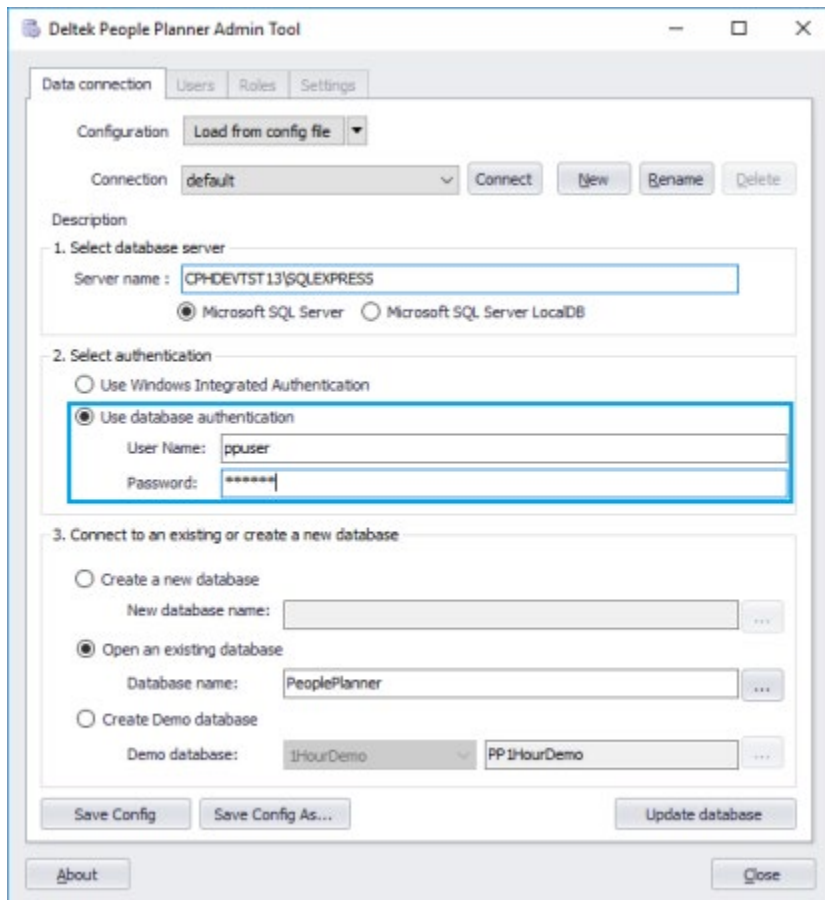 Deltek People Planner Admin Tool
Data connection Users Roles Settings
Configuration Load from config file
Connection default Connect New Rename Delete
Description
1. Select database server
Server name : CPHDEVTST13\SQLEXPRESS
Microsoft SQL Server Microsoft SQL Server LocalDB
2. Select authentication
Use Windows Integrated Authentication
Use database authentication
User Name: ppuser
Password: ******
3. Connect to an existing or create a new database
Create a new database
New database name: ...
Open an existing database
Database name: PeoplePlanner ...
Create Demo database
Demo database: 1HourDemo PP1HourDemo ...
Save Config Save Config As... Update database
About Close